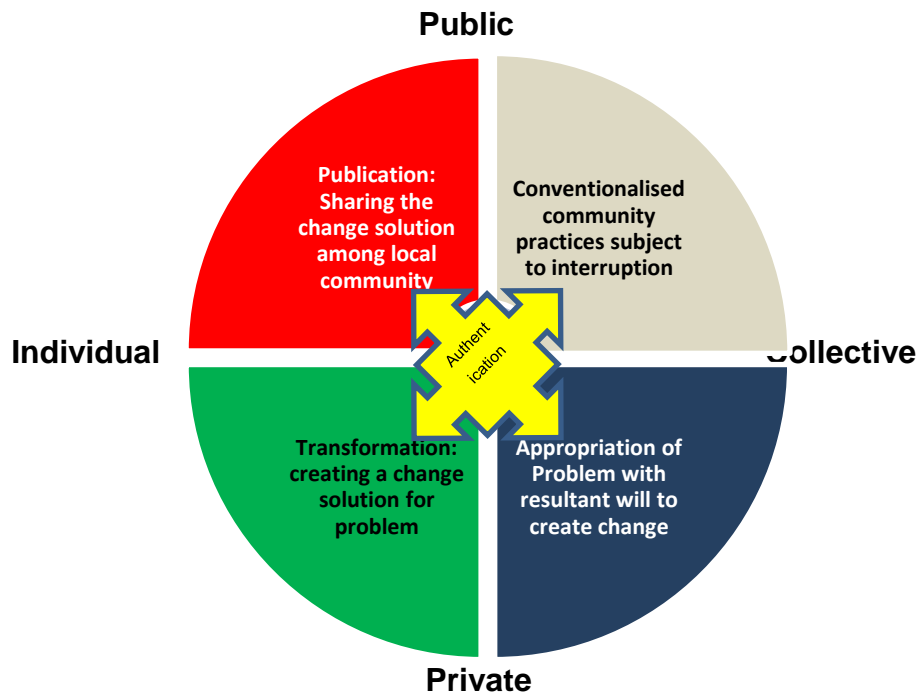 Public
Publication:
Sharing the
change solution
among local
community
Conventionalised
community
practices subject
to interruption
Individual
Authent
ication
Collective
Transformation:
creating a change
solution for
problem
Appropriation of
Problem with
resultant will to
create change
Private